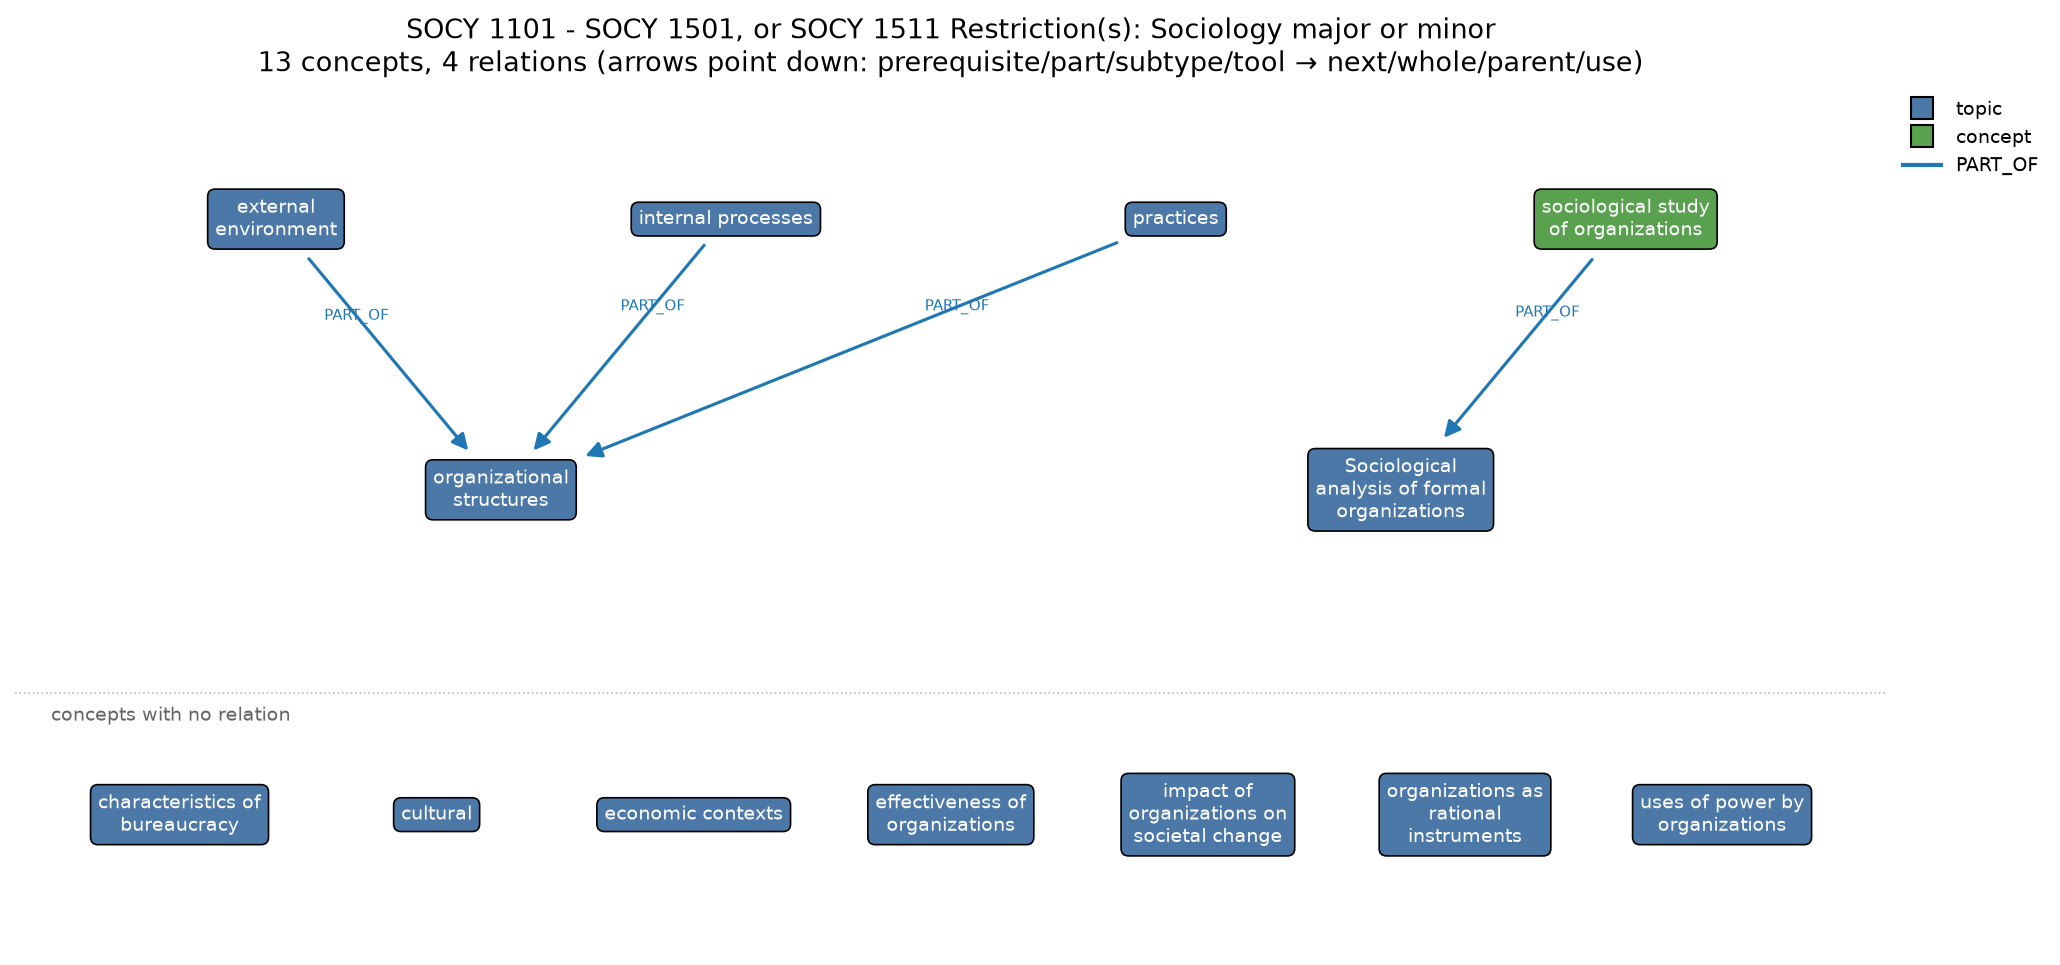 SOCY 1101 - SOCY 1501, or SOCY 1511 Restriction(s): Sociology major or minor
13 concepts, 4 relations (arrows point down: prerequisite/part/subtype/tool → next/whole/parent/use)
topic
concept
PART_OF
external
environment
internal processes
practices
sociological study
of organizations
PART_OF
PART_OF
PART_OF
PART_OF
organizational
structures
Sociological
analysis of formal
organizations
concepts with no relation
characteristics of
bureaucracy
cultural
economic contexts
effectiveness of
organizations
impact of
organizations on
societal change
organizations as
rational
instruments
uses of power by
organizations